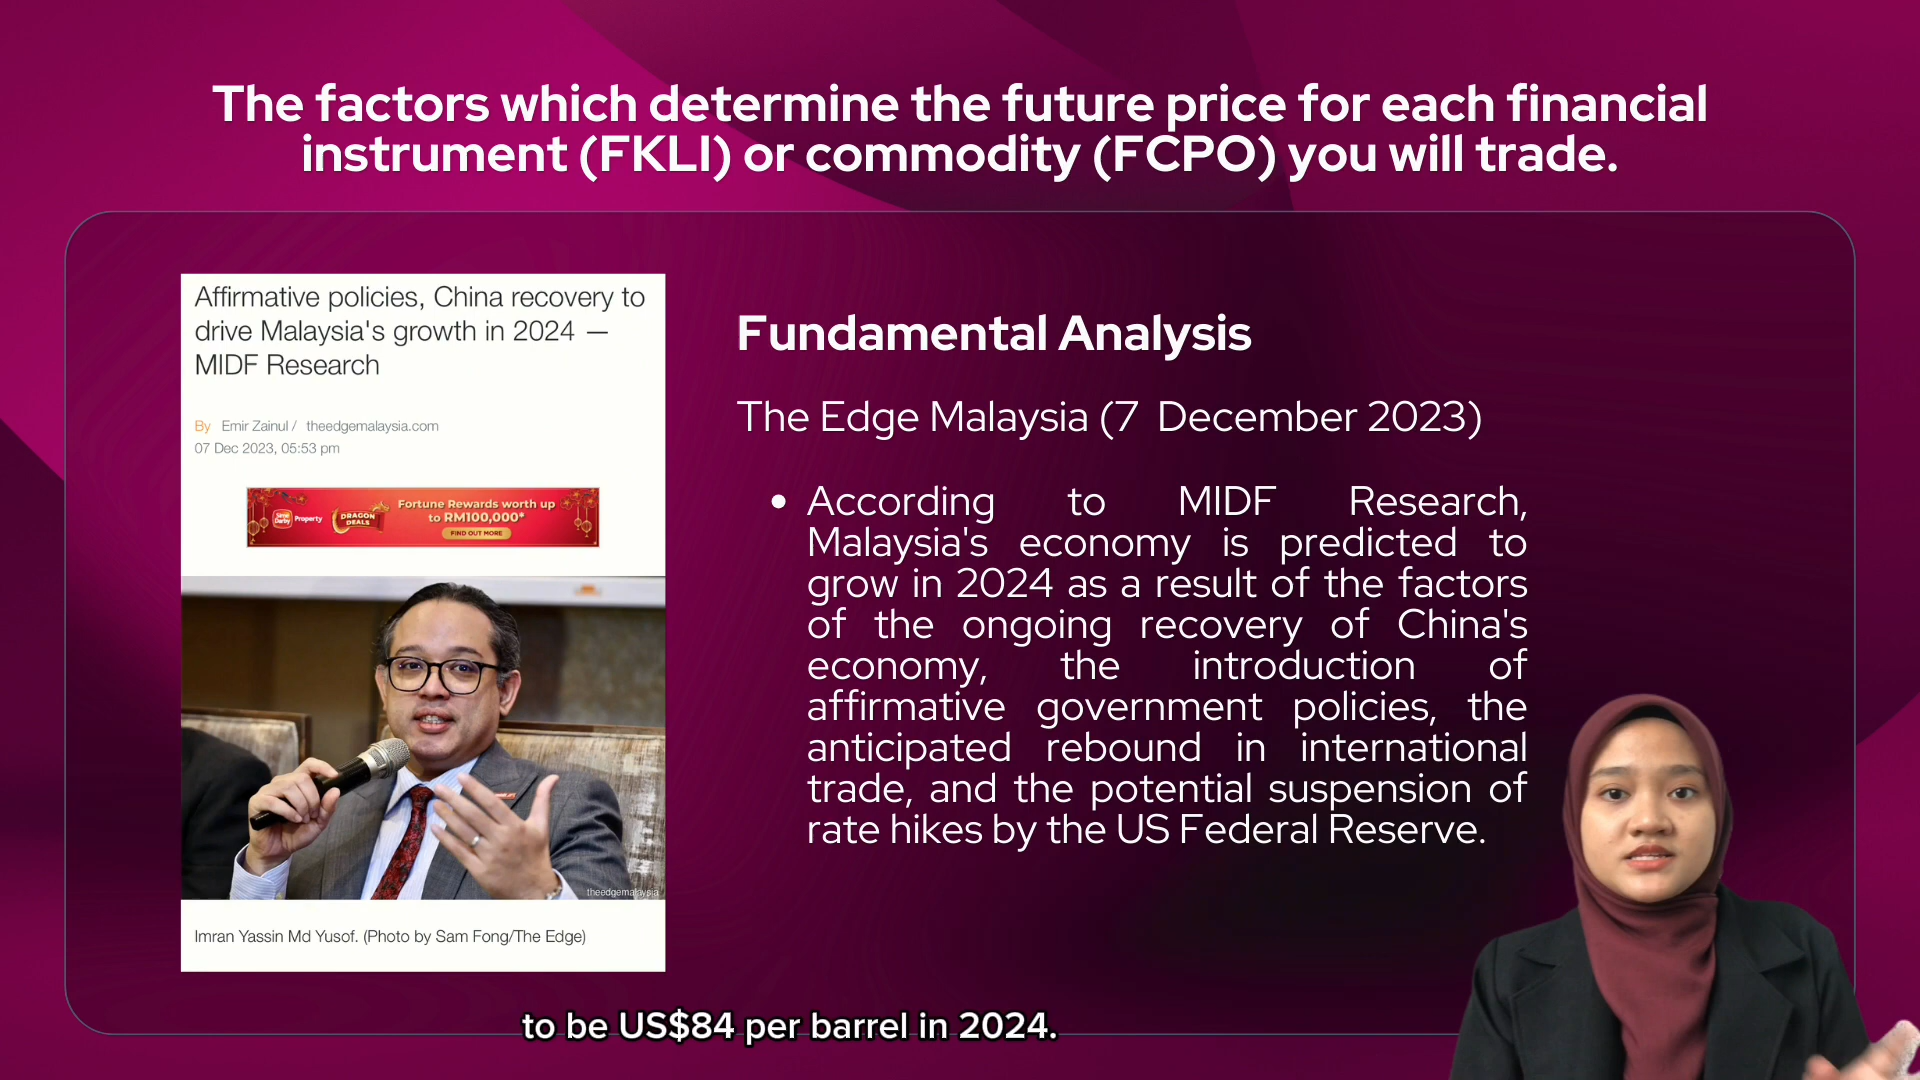 The factors which determine the future price for each financial
instrument (FKLI) or commodity (FCPO) you will trade.
Affirmative policies, China recovery to
drive Malaysia's growth in 2024 —
MIDF Research
By Emir Zainul / theedgemalaysia.com
07 Dec 2023, 05:53 pm
Sime Darby Property
DRAGON DEALS
Fortune Rewards worth up
to RM100,000*
FIND OUT MORE
theedgemalaysia
Imran Yassin Md Yusof. (Photo by Sam Fong/The Edge)
Fundamental Analysis
The Edge Malaysia (7 December 2023)
• According to MIDF Research,
Malaysia's economy is predicted to
grow in 2024 as a result of the factors
of the ongoing recovery of China's
economy, the introduction of
affirmative government policies, the
anticipated rebound in international
trade, and the potential suspension of
rate hikes by the US Federal Reserve.
to be US$84 per barrel in 2024.